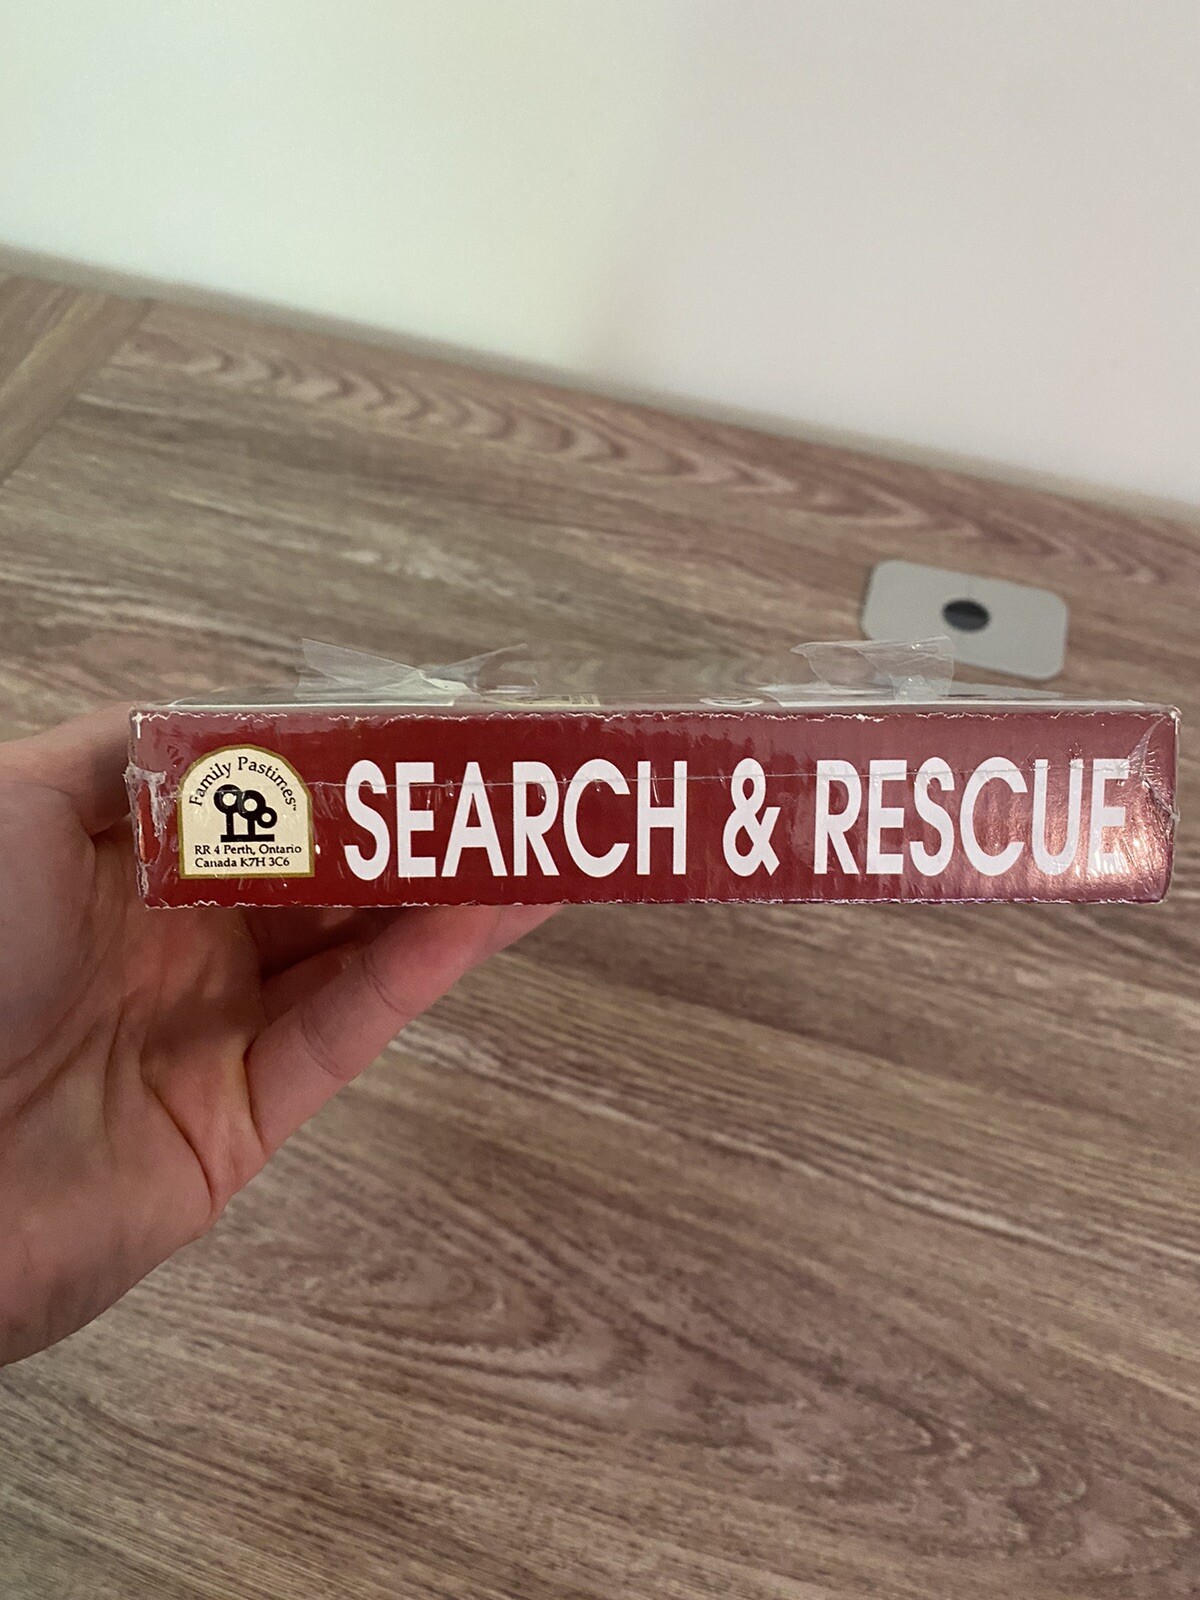 Family Pastimes™
RR 4 Perth, Ontario
Canada K7H 3C6
SEARCH & RESCUE